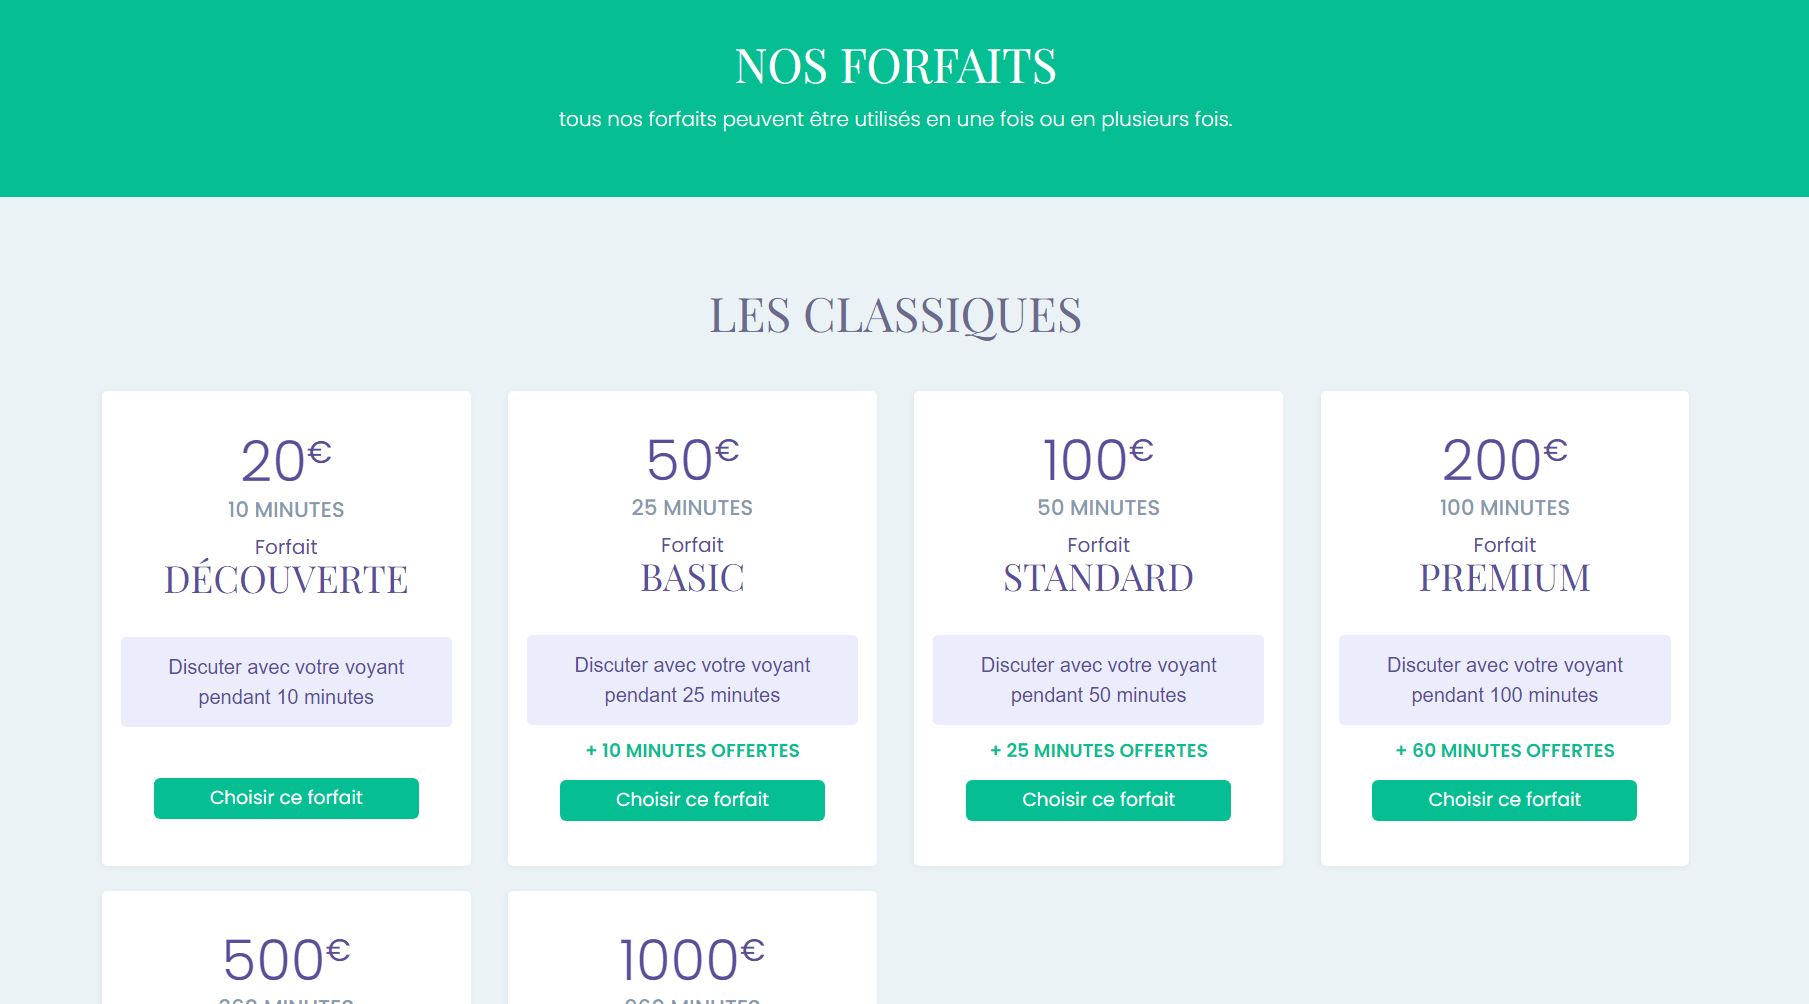 NOS FORFAITS
tous nos forfaits peuvent être utilisés en une fois ou en plusieurs fois.
LES CLASSIQUES
20€
10 MINUTES
Forfait
DÉCOUVERTE
Discuter avec votre voyant
pendant 10 minutes
Choisir ce forfait
50€
25 MINUTES
Forfait
BASIC
Discuter avec votre voyant
pendant 25 minutes
+ 10 MINUTES OFFERTES
Choisir ce forfait
100€
50 MINUTES
Forfait
STANDARD
Discuter avec votre voyant
pendant 50 minutes
+ 25 MINUTES OFFERTES
Choisir ce forfait
200€
100 MINUTES
Forfait
PREMIUM
Discuter avec votre voyant
pendant 100 minutes
+ 60 MINUTES OFFERTES
Choisir ce forfait
500€
MINUTES
1000€
MINUTES